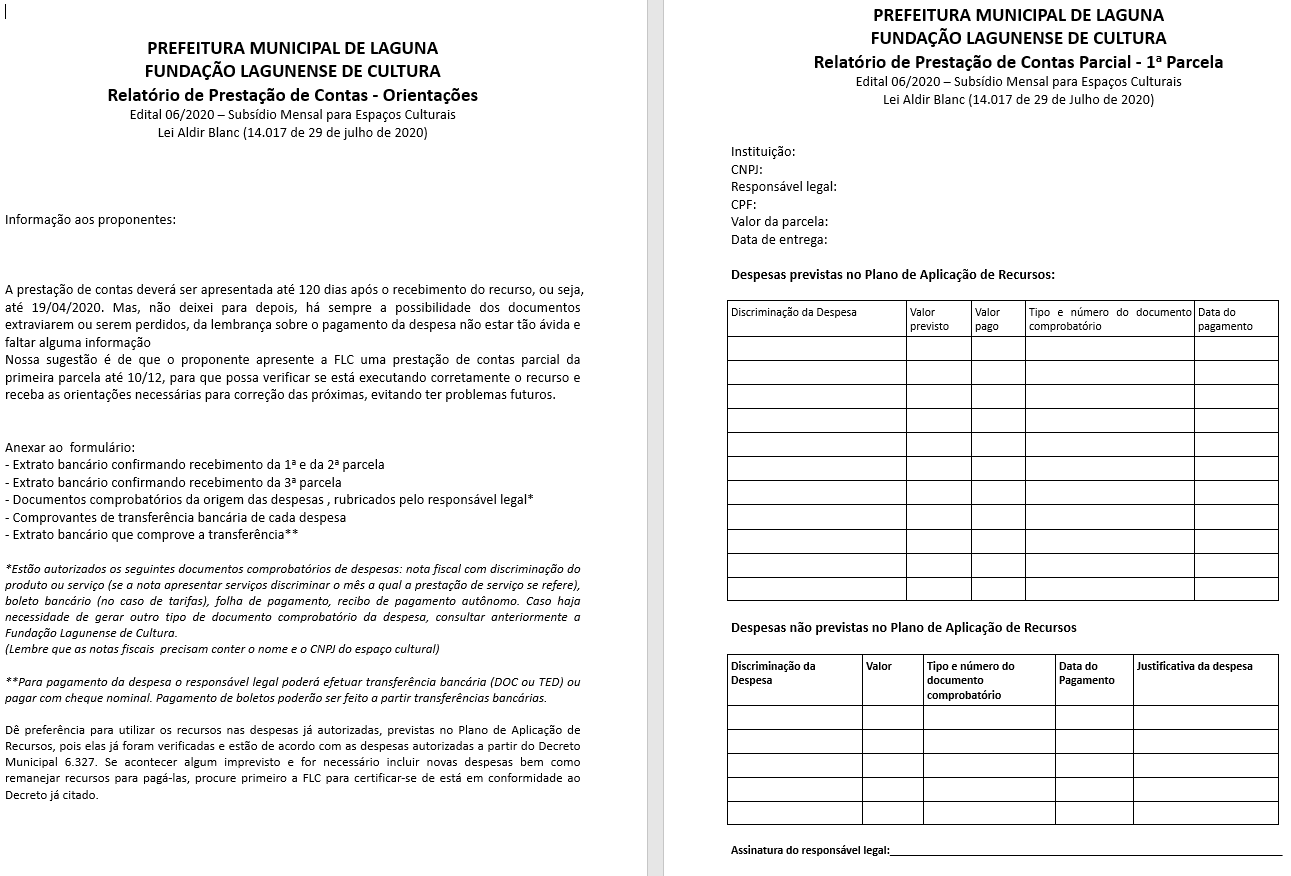 PREFEITURA MUNICIPAL DE LAGUNA
FUNDAÇÃO LAGUNENSE DE CULTURA
Relatório de Prestação de Contas - Orientações
Edital 06/2020 – Subsídio Mensal para Espaços Culturais
Lei Aldir Blanc (14.017 de 29 de julho de 2020)
Informação aos proponentes:
A prestação de contas deverá ser apresentada até 120 dias após o recebimento do recurso, ou seja,
até 19/04/2020. Mas, não deixei para depois, há sempre a possibilidade dos documentos
extraviarem ou serem perdidos, da lembrança sobre o pagamento da despesa não estar tão ávida e
faltar alguma informação
Nossa sugestão é de que o proponente apresente a FLC uma prestação de contas parcial da
primeira parcela até 10/12, para que possa verificar se está executando corretamente o recurso e
receba as orientações necessárias para correção das próximas, evitando ter problemas futuros.
Anexar ao  formulário:
- Extrato bancário confirmando recebimento da 1ª e da 2ª parcela
- Extrato bancário confirmando recebimento da 3ª parcela
- Documentos comprobatórios da origem das despesas , rubricados pelo responsável legal*
- Comprovantes de transferência bancária de cada despesa
- Extrato bancário que comprove a transferência**
*Estão autorizados os seguintes documentos comprobatórios de despesas: nota fiscal com discriminação do
produto ou serviço (se a nota apresentar serviços discriminar o mês a qual a prestação de serviço se refere),
boleto bancário (no caso de tarifas), folha de pagamento, recibo de pagamento autônomo. Caso haja
necessidade de gerar outro tipo de documento comprobatório da despesa, consultar anteriormente a
Fundação Lagunense de Cultura.
(Lembre que as notas fiscais  precisam conter o nome e o CNPJ do espaço cultural)
**Para pagamento da despesa o responsável legal poderá efetuar transferência bancária (DOC ou TED) ou
pagar com cheque nominal. Pagamento de boletos poderão ser feito a partir transferências bancárias.
Dê preferência para utilizar os recursos nas despesas já autorizadas, previstas no Plano de Aplicação de
Recursos, pois elas já foram verificadas e estão de acordo com as despesas autorizadas a partir do Decreto
Municipal 6.327. Se acontecer algum imprevisto e for necessário incluir novas despesas bem como
remanejar recursos para pagá-las, procure primeiro a FLC para certificar-se de está em conformidade ao
Decreto já citado.
PREFEITURA MUNICIPAL DE LAGUNA
FUNDAÇÃO LAGUNENSE DE CULTURA
Relatório de Prestação de Contas Parcial - 1ª Parcela
Edital 06/2020 – Subsídio Mensal para Espaços Culturais
Lei Aldir Blanc (14.017 de 29 de Julho de 2020)
Instituição:
CNPJ:
Responsável legal:
CPF:
Valor da parcela:
Data de entrega:
Despesas previstas no Plano de Aplicação de Recursos:
Discriminação da Despesa
Valor
previsto
Valor
pago
Tipo e número do documento
comprobatório
Data do
pagamento
Despesas não previstas no Plano de Aplicação de Recursos
Discriminação da
Despesa
Valor
Tipo e número do
documento
comprobatório
Data do
Pagamento
Justificativa da despesa
Assinatura do responsável legal: